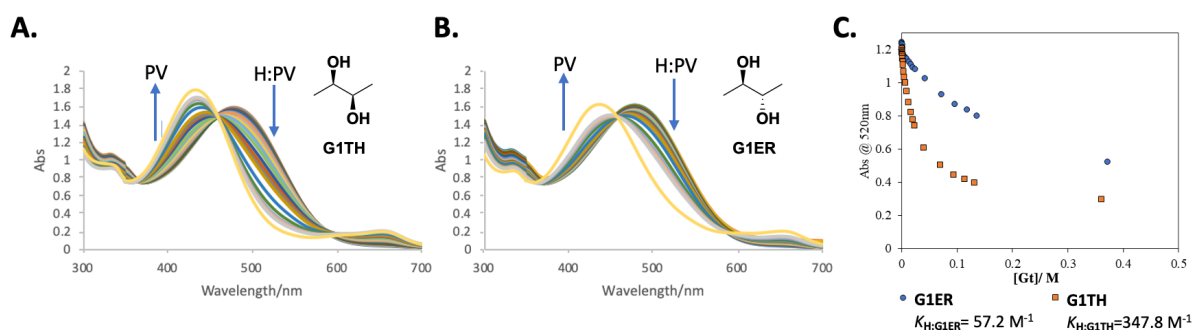 A.
PV
H:PV
OH
OH
G1TH
2
1.8
1.6
1.4
1.2
1
0.8
0.6
0.4
0.2
0
Abs
300
400
500
600
700
Wavelength/nm
B.
PV
H:PV
OH
OH
G1ER
2
1.8
1.6
1.4
1.2
1
0.8
0.6
0.4
0.2
0
Abs
300
400
500
600
700
Wavelength/nm
C.
1.2
1
0.8
0.6
0.4
0.2
0
Abs @ 520nm
0
0.1
0.2
0.3
0.4
0.5
[Gt]/ M
G1ER
G1TH
KH:G1ER= 57.2 M-1
KH:G1TH=347.8 M-1